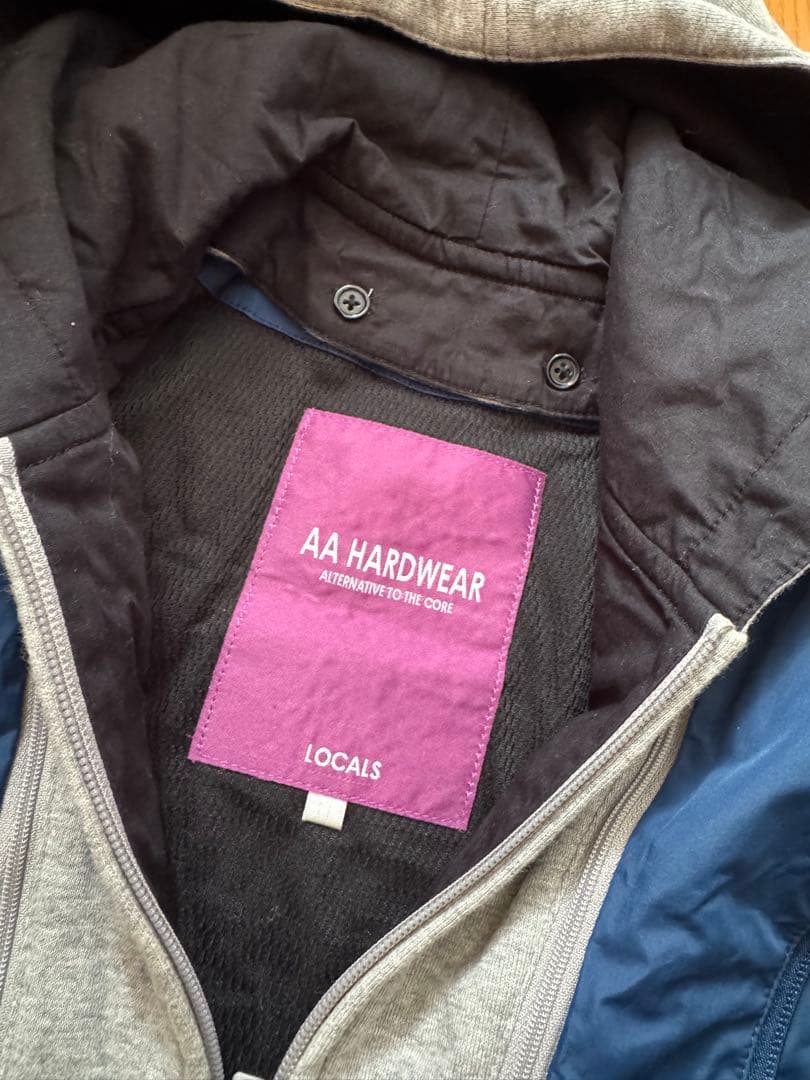 AA HARDWEAR
ALTERNATIVE TO THE CORE
LOCALS